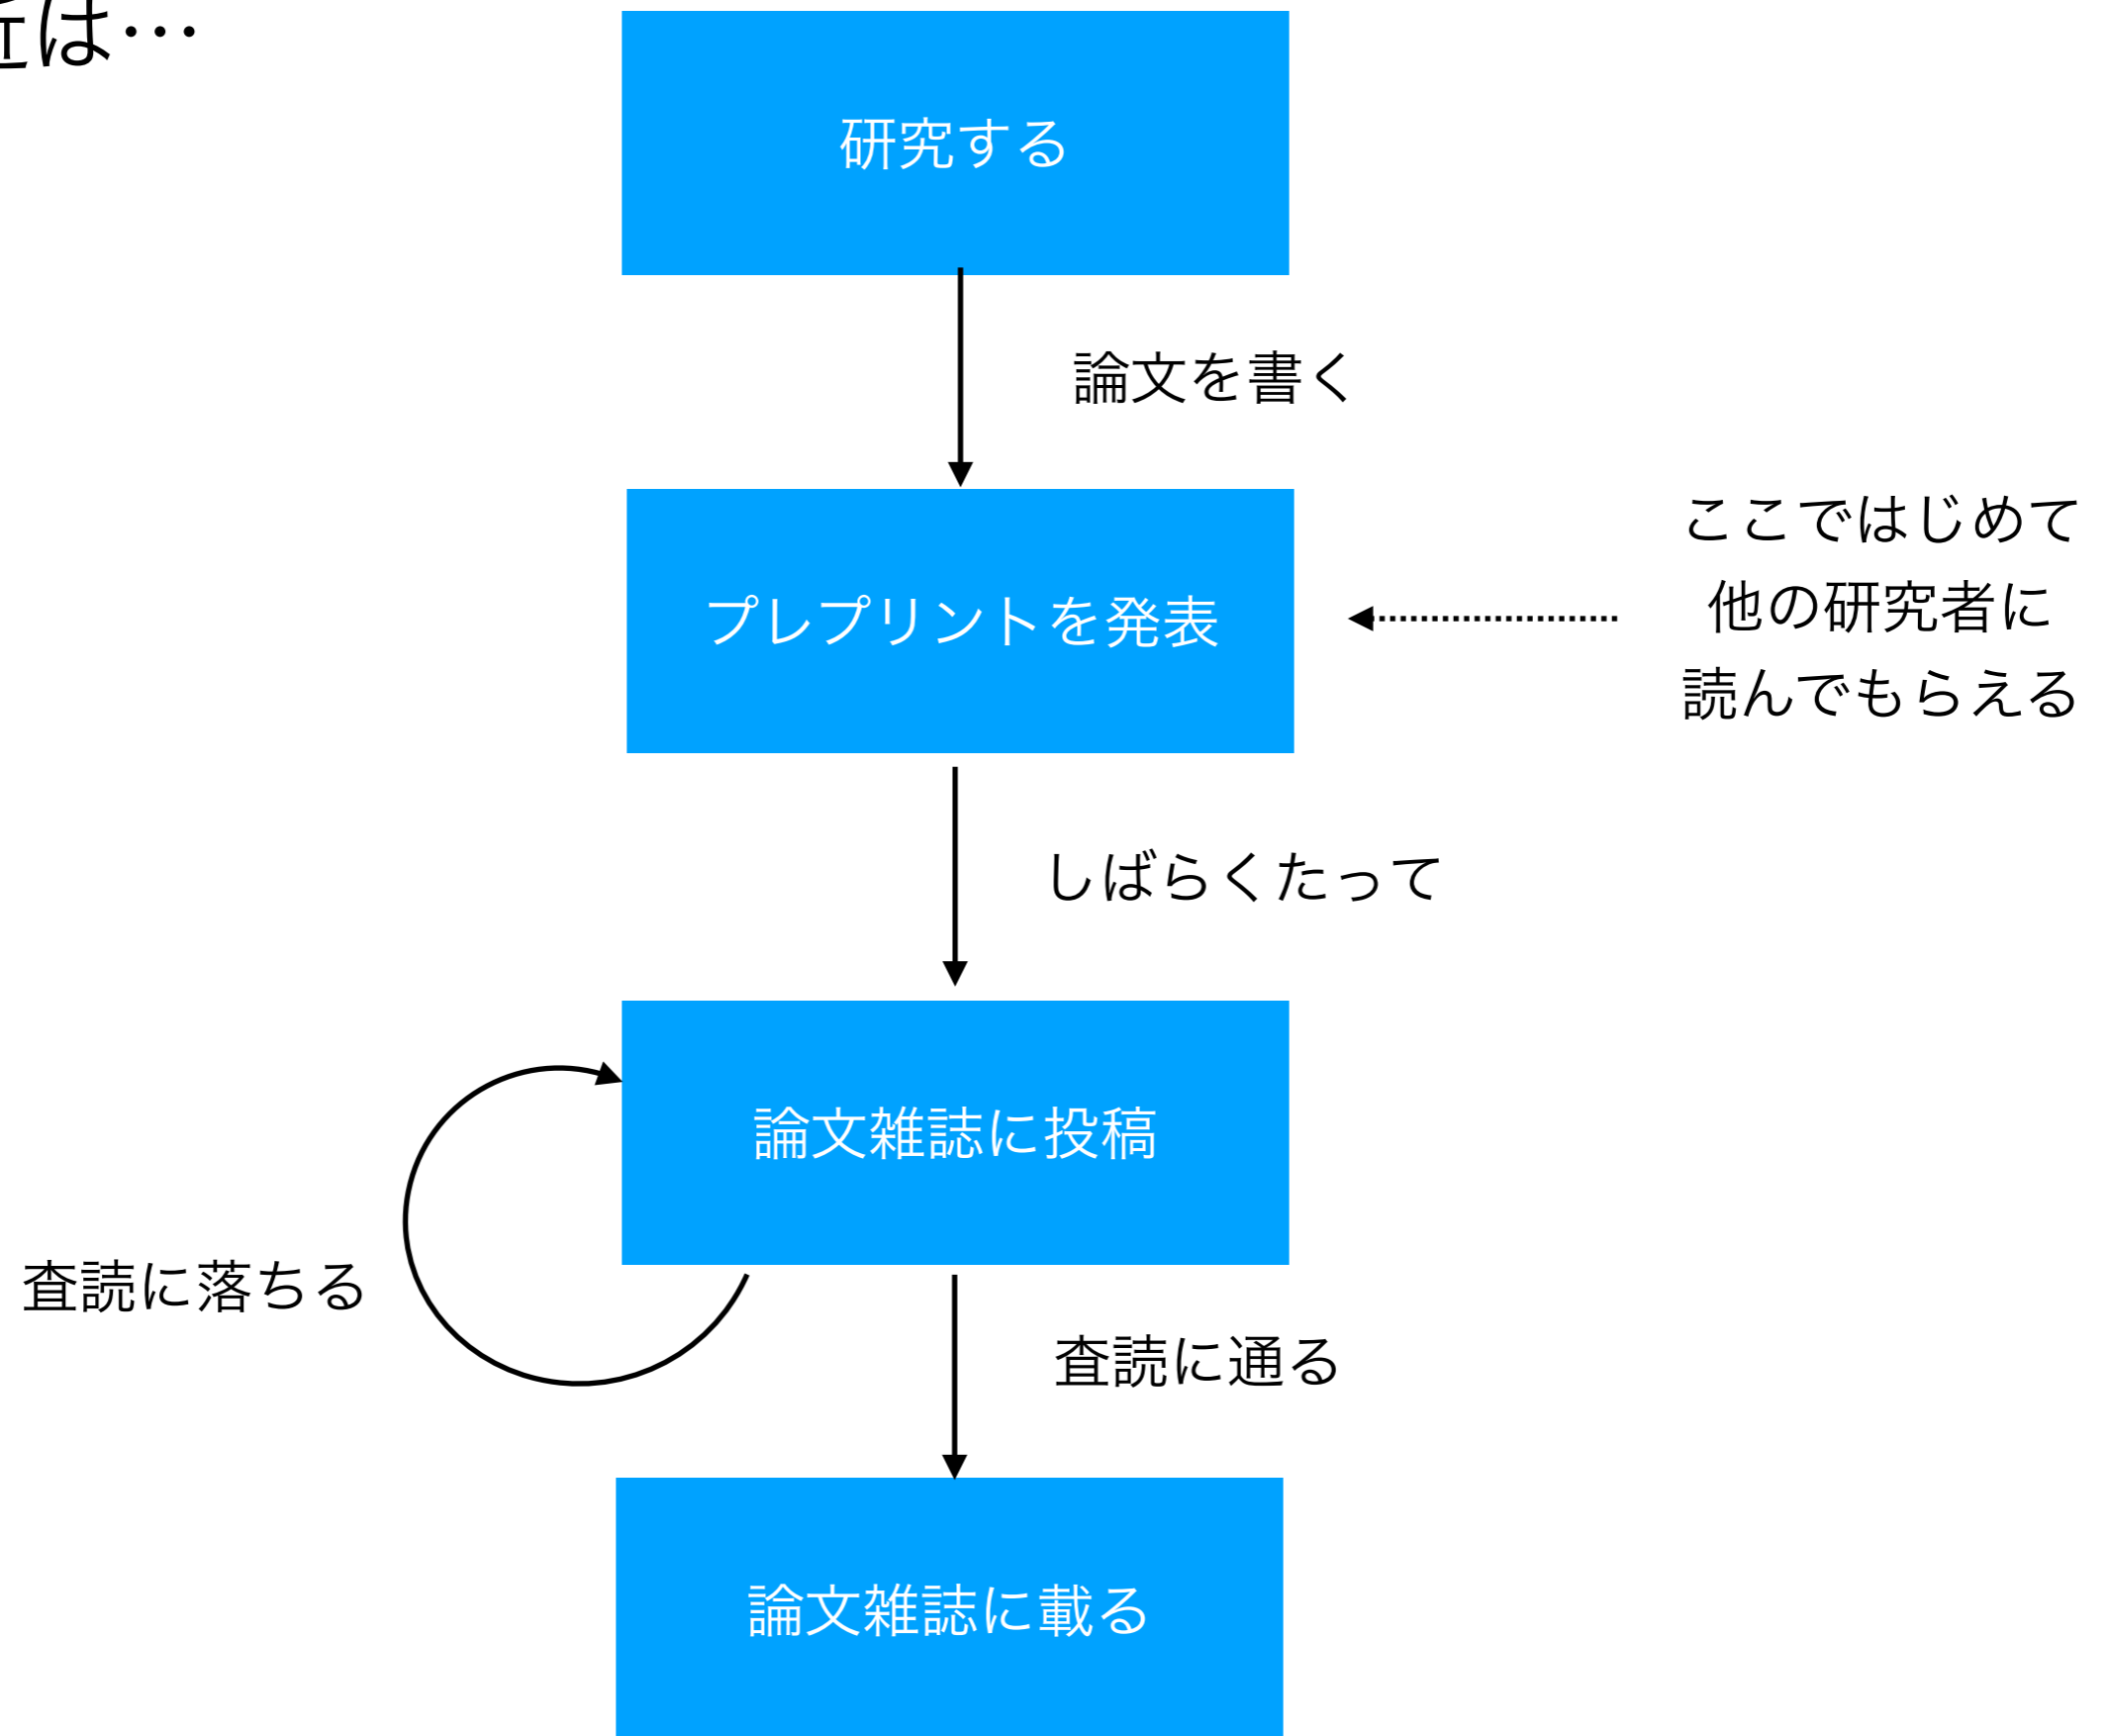 は…
研究する
論文を書く
プレプリントを発表
ここではじめて
他の研究者に
読んでもらえる
しばらくたって
論文雑誌に投稿
査読に落ちる
査読に通る
論文雑誌に載る